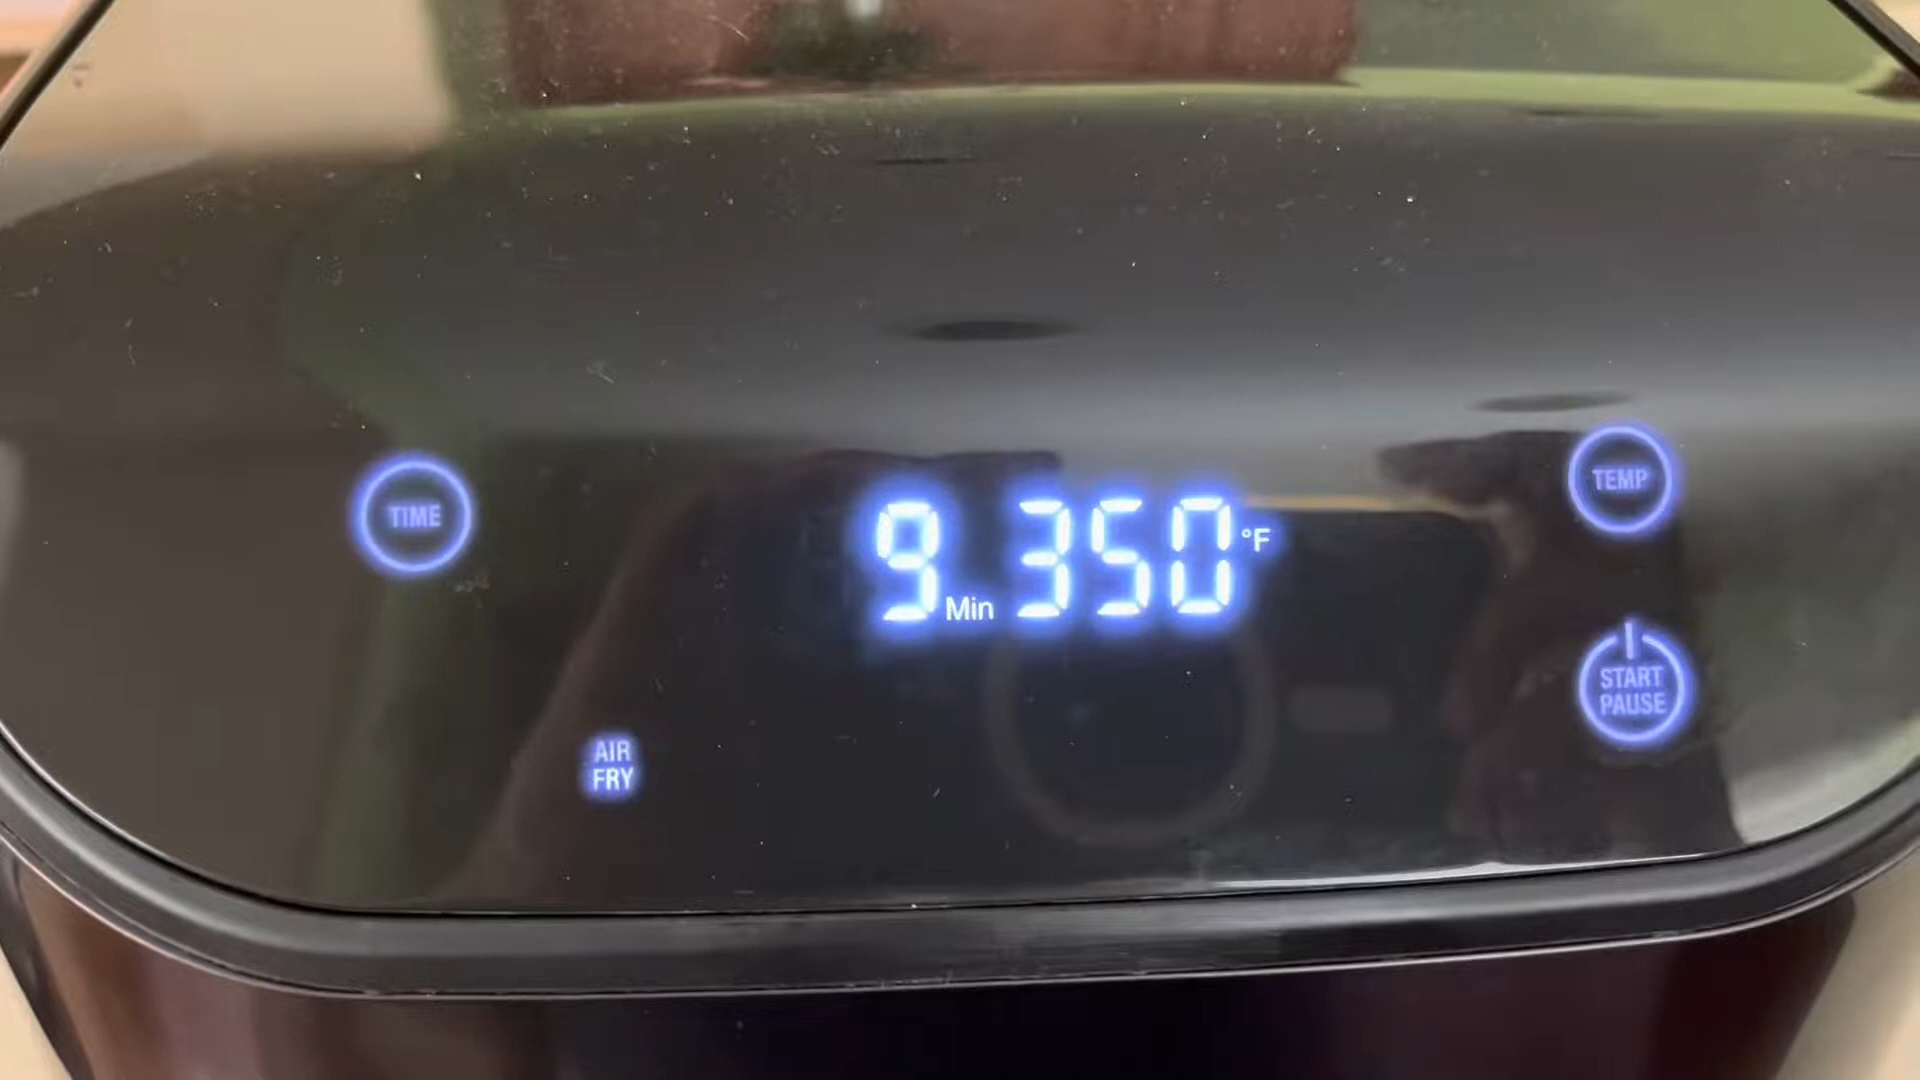 TIME
9 Min 350 °F
TEMP
START
PAUSE
AIR
FRY